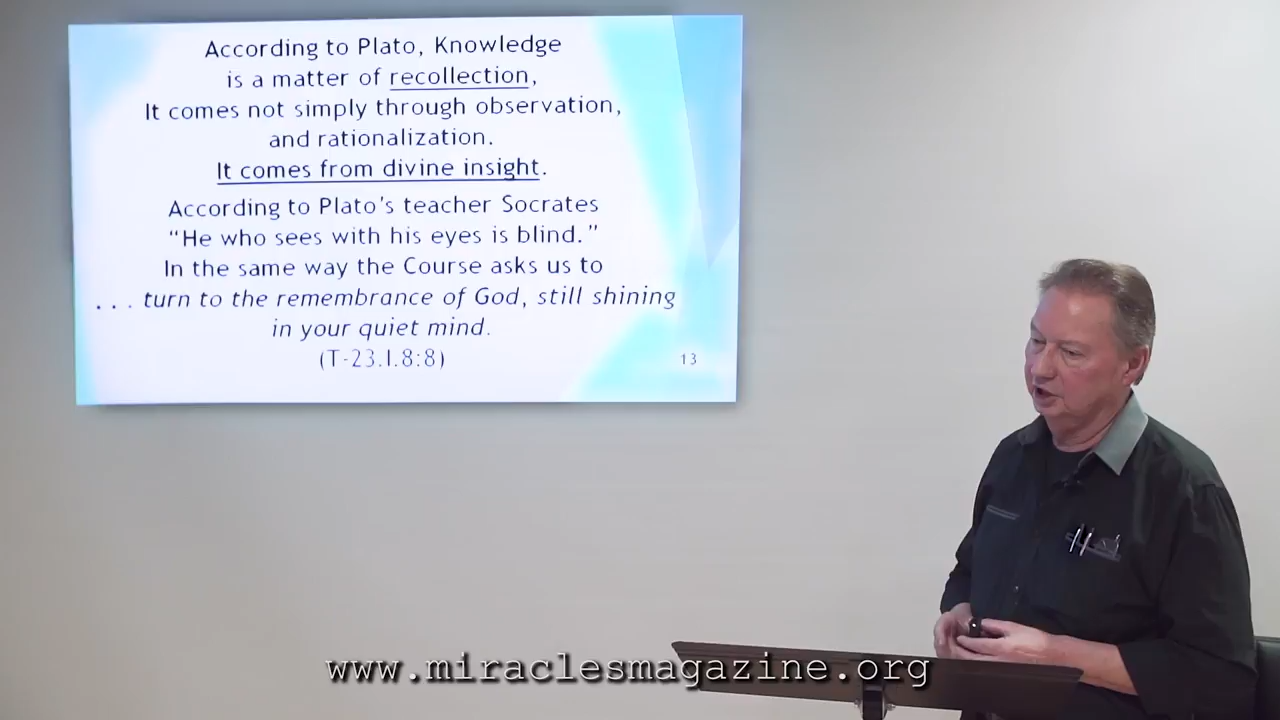 According to Plato, Knowledge
is a matter of recollection,
It comes not simply through observation,
and rationalization.
It comes from divine insight.
According to Plato's teacher Socrates
“He who sees with his eyes is blind.”
In the same way the Course asks us to
. . . turn to the remembrance of God, still shining
in your quiet mind.
(T-23.I.8:8)
13
www.miraclesmagazine.org